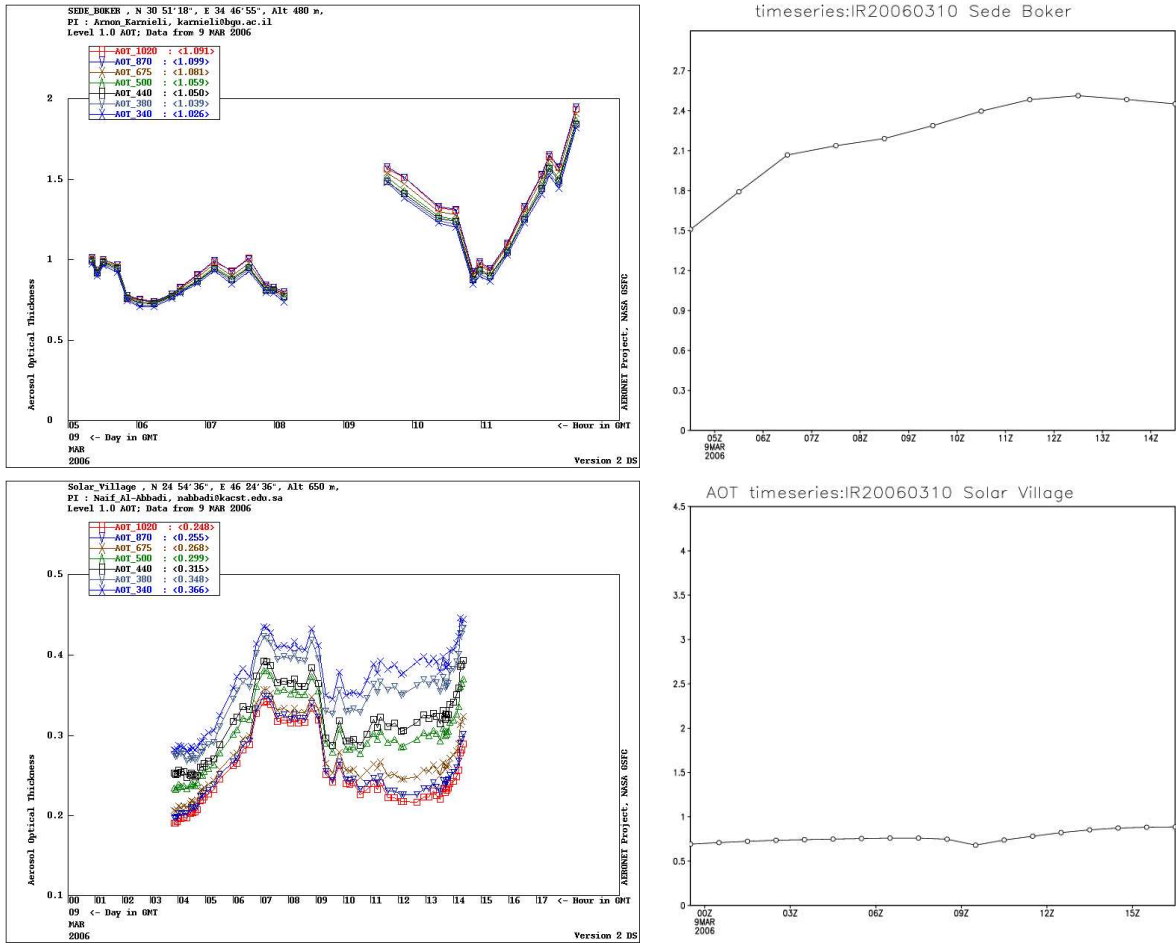 SEDE_BOKER , N 30 51'18", E 34 46'55", Alt 480 m,
PI : Arnon_Karnieli, karnieli@bgu.ac.il
Level 1.0 AOT; Data from 9 MAR 2006
AOT_1020 : <1.091>
AOT_870 : <1.099>
AOT_675 : <1.081>
AOT_500 : <1.059>
AOT_440 : <1.050>
AOT_380 : <1.039>
AOT_340 : <1.026>
2
1.5
1
0.5
0
Aerosol Optical Thickness
AERONET Project, NASA GSFC
05 06 07 08 09 10 11 <- Hour in GMT
09 <- Day in GMT
MAR
2006
Version 2 DS
timeseries:IR20060310 Sede Boker
2.7
2.4
2.1
1.8
1.5
1.2
0.9
0.6
0.3
0
05Z 06Z 07Z 08Z 09Z 10Z 11Z 12Z 13Z 14Z
9MAR
2006
Solar_Village , N 24 54'36", E 46 24'36", Alt 650 m,
PI : Naif_Al-Abbadi, nabbadi@kacst.edu.sa
Level 1.0 AOT; Data from 9 MAR 2006
AOT_1020 : <0.248>
AOT_870 : <0.255>
AOT_675 : <0.268>
AOT_500 : <0.299>
AOT_440 : <0.315>
AOT_380 : <0.348>
AOT_340 : <0.366>
0.5
0.4
0.3
0.2
0.1
Aerosol Optical Thickness
AERONET Project, NASA GSFC
00 01 02 03 04 05 06 07 08 09 10 11 12 13 14 15 16 17 <- Hour in GMT
09 <- Day in GMT
MAR
2006
Version 2 DS
AOT timeseries:IR20060310 Solar Village
4.5
4
3.5
3
2.5
2
1.5
1
0.5
0
00Z 03Z 06Z 09Z 12Z 15Z
9MAR
2006